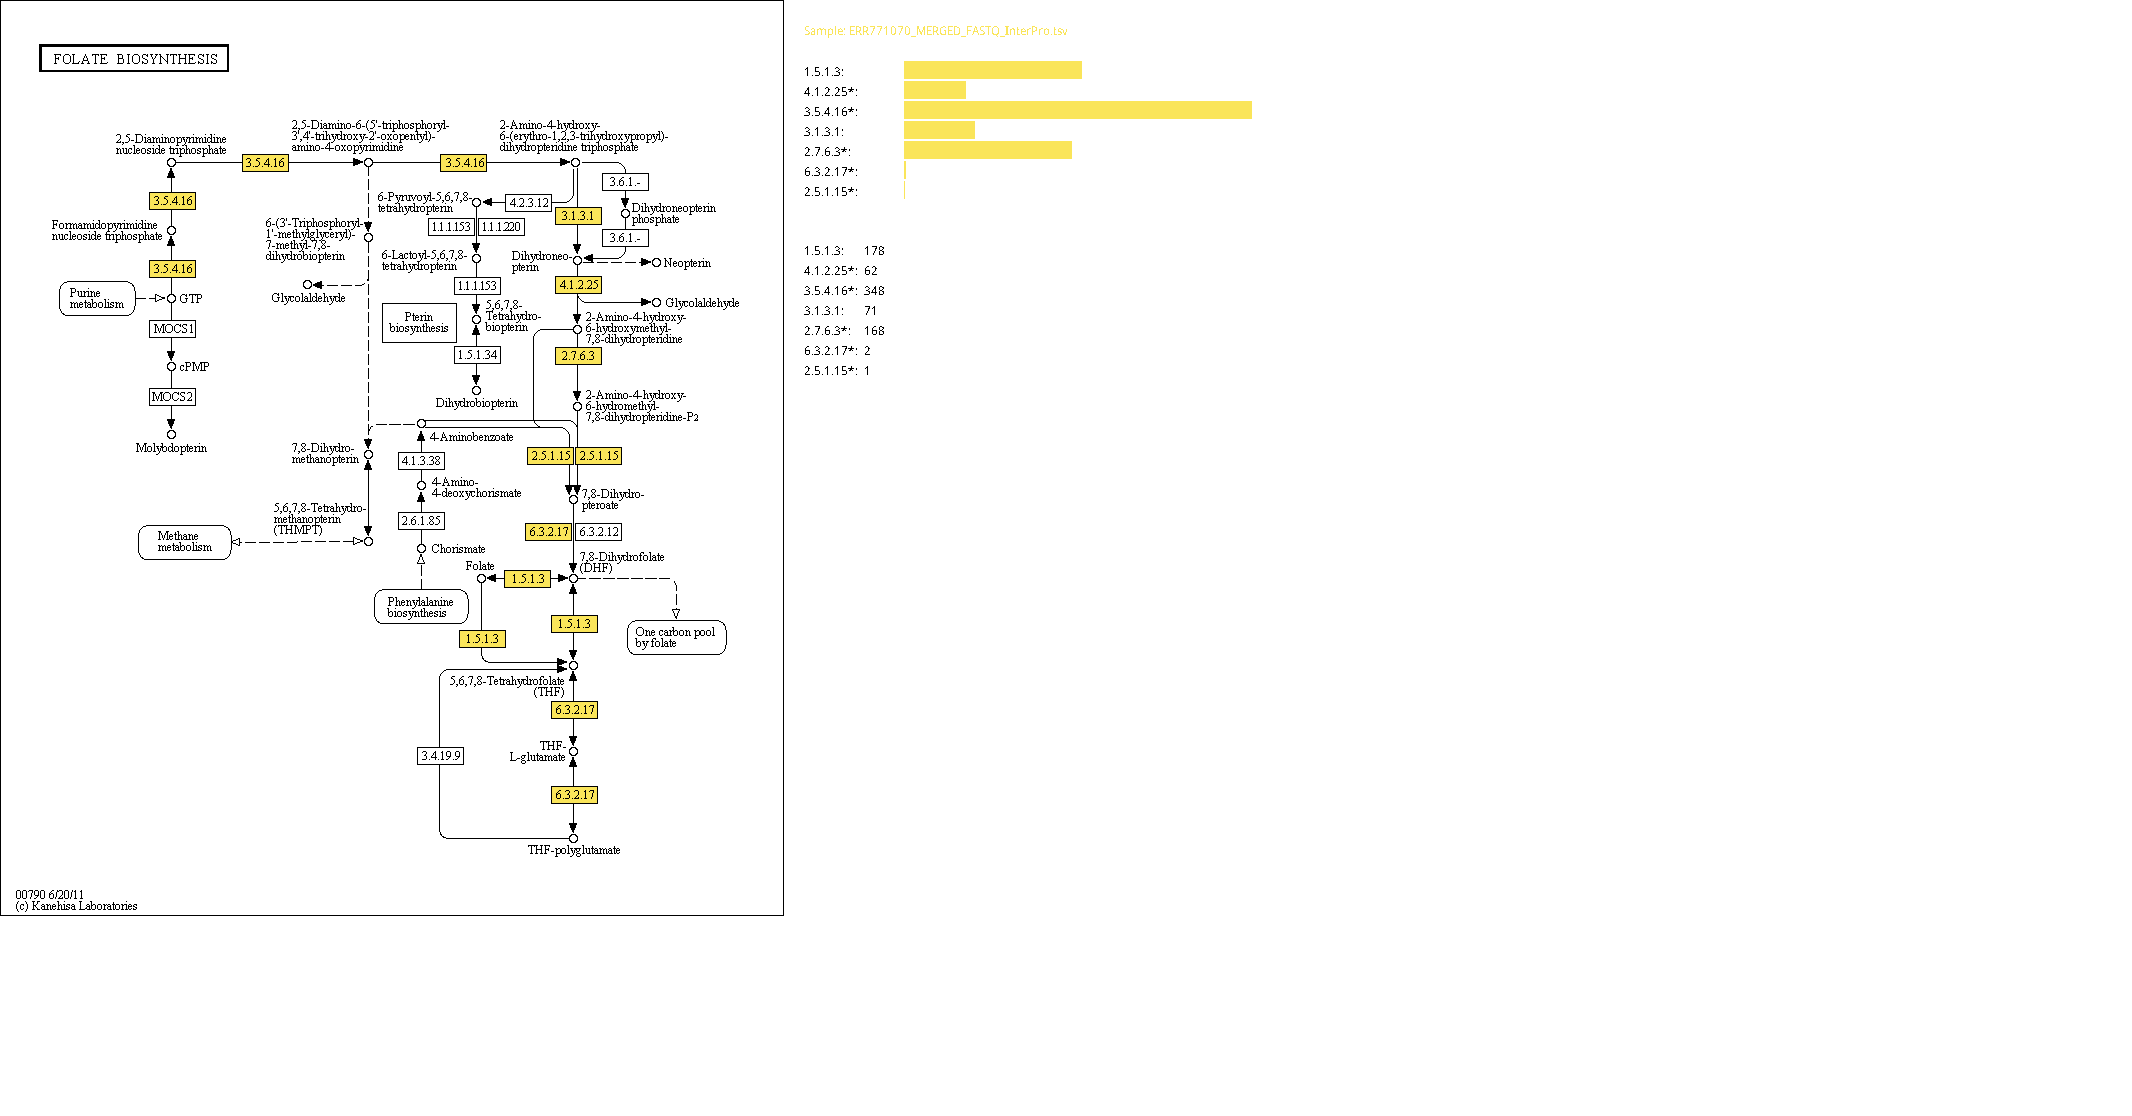 FOLATE BIOSYNTHESIS
2,5-Diaminopyrimidine
nucleoside triphosphate
2,5-Diamino-6-(5'-triphosphoryl-
3',4'-trihydroxy-2'-oxopentyl)-
amino-4-oxopyrimidine
2-Amino-4-hydroxy-
6-(erythro-1,2,3-trihydroxypropyl)-
dihydropteridine triphosphate
3.5.4.16
3.5.4.16
3.6.1.-
3.5.4.16
6-Pyruvoyl-5,6,7,8-
tetrahydropterin
4.2.3.12
3.1.3.1
Dihydroneopterin
phosphate
Formamidopyrimidine
nucleoside triphosphate
6-(3'-Triphosphoryl-
1'-methylglyceryl)-
7-methyl-7,8-
dihydrobiopterin
1.1.1.153
1.1.1.220
3.6.1.-
6-Lactoyl-5,6,7,8-
tetrahydropterin
Dihydroneo-
pterin
Neopterin
3.5.4.16
Purine
metabolism
GTP
Glycolaldehyde
1.1.1.153
4.1.2.25
Glycolaldehyde
MOCS1
Pterin
biosynthesis
5,6,7,8-
Tetrahydro-
biopterin
2-Amino-4-hydroxy-
6-hydroxymethyl-
7,8-dihydropteridine
1.5.1.34
2.7.6.3
cPMP
MOCS2
Dihydrobiopterin
2-Amino-4-hydroxy-
6-hydromethyl-
7,8-dihydropteridine-P2
Molybdopterin
7,8-Dihydro-
methanopterin
4-Aminobenzoate
4.1.3.38
2.5.1.15
2.5.1.15
4-Amino-
4-deoxychorismate
7,8-Dihydro-
pteroate
5,6,7,8-Tetrahydro-
methanopterin
(THMPT)
2.6.1.85
6.3.2.17
6.3.2.12
Methane
metabolism
Chorismate
7,8-Dihydrofolate
(DHF)
Folate
1.5.1.3
Phenylalanine
biosynthesis
1.5.1.3
1.5.1.3
One carbon pool
by folate
5,6,7,8-Tetrahydrofolate
(THF)
6.3.2.17
THF-
L-glutamate
3.4.19.9
6.3.2.17
THF-polyglutamate
00790 6/20/11
(c) Kanehisa Laboratories
Sample: ERR771070_MERGED_FASTQ_InterPro.tsv
1.5.1.3:
4.1.2.25*:
3.5.4.16*:
3.1.3.1:
2.7.6.3*:
6.3.2.17*:
2.5.1.15*:
1.5.1.3: 178
4.1.2.25*: 62
3.5.4.16*: 348
3.1.3.1: 71
2.7.6.3*: 168
6.3.2.17*: 2
2.5.1.15*: 1